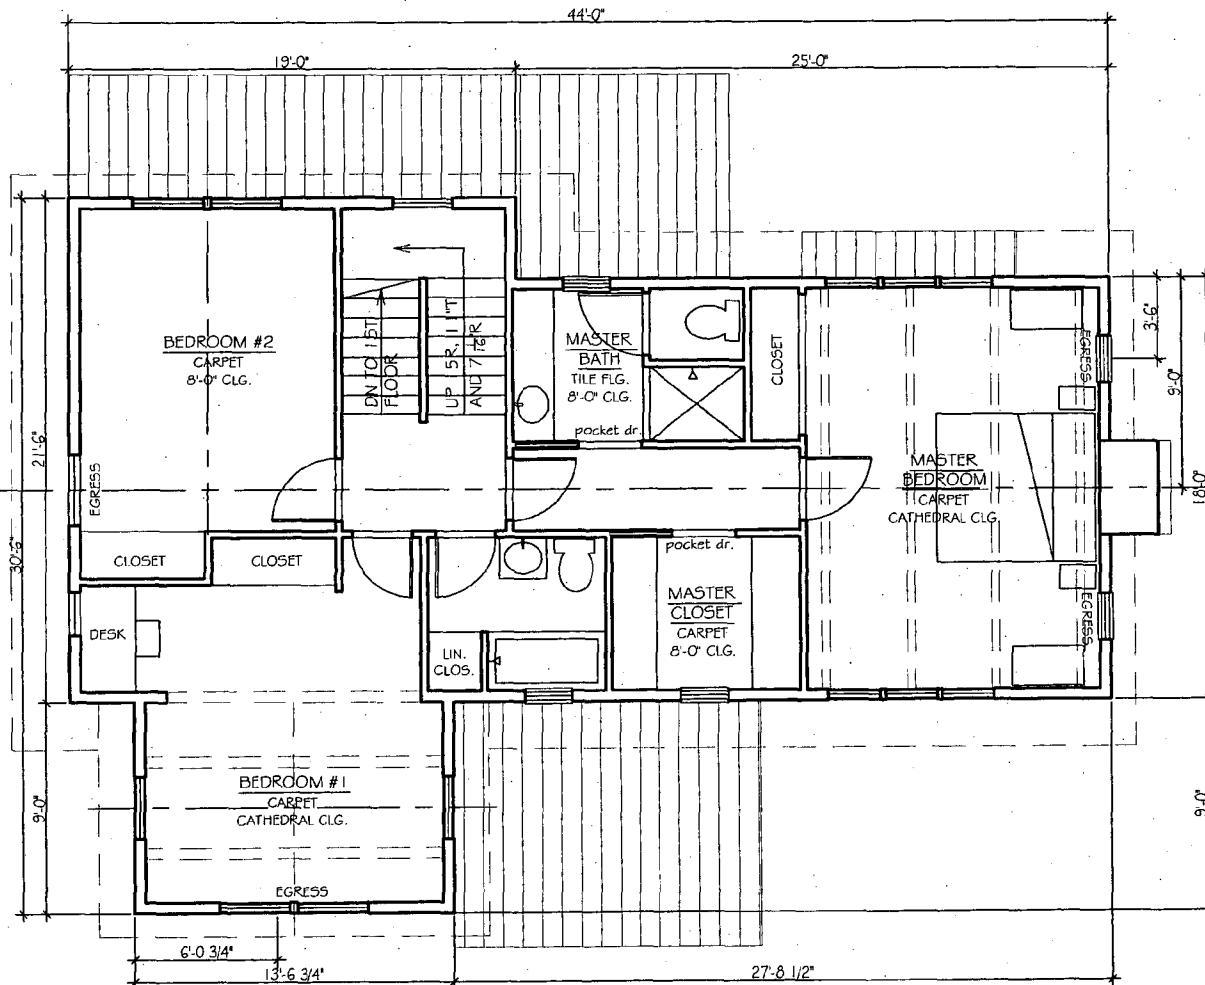 44'-0"
19'-0"
25'-0"
BEDROOM #2
CARPET
8'-0" CLG.
DN TO 1ST
FLOOR
UP 15R, 11"T
AND 7 7/16"R
MASTER
BATH
TILE FLG.
8'-0" CLG.
pocket dr.
CLOSET
EGRESS
3'-6"
9'-0"
18'-0"
MASTER
BEDROOM
CARPET
CATHEDRAL CLG.
21'-6"
30'-6"
EGRESS
CLOSET
CLOSET
DESK
LIN.
CLOS.
pocket dr.
MASTER
CLOSET
CARPET
8'-0" CLG.
EGRESS
BEDROOM #1
CARPET
CATHEDRAL CLG.
EGRESS
9'-0"
9'-0"
6'-0 3/4"
13'-6 3/4"
27'-8 1/2"